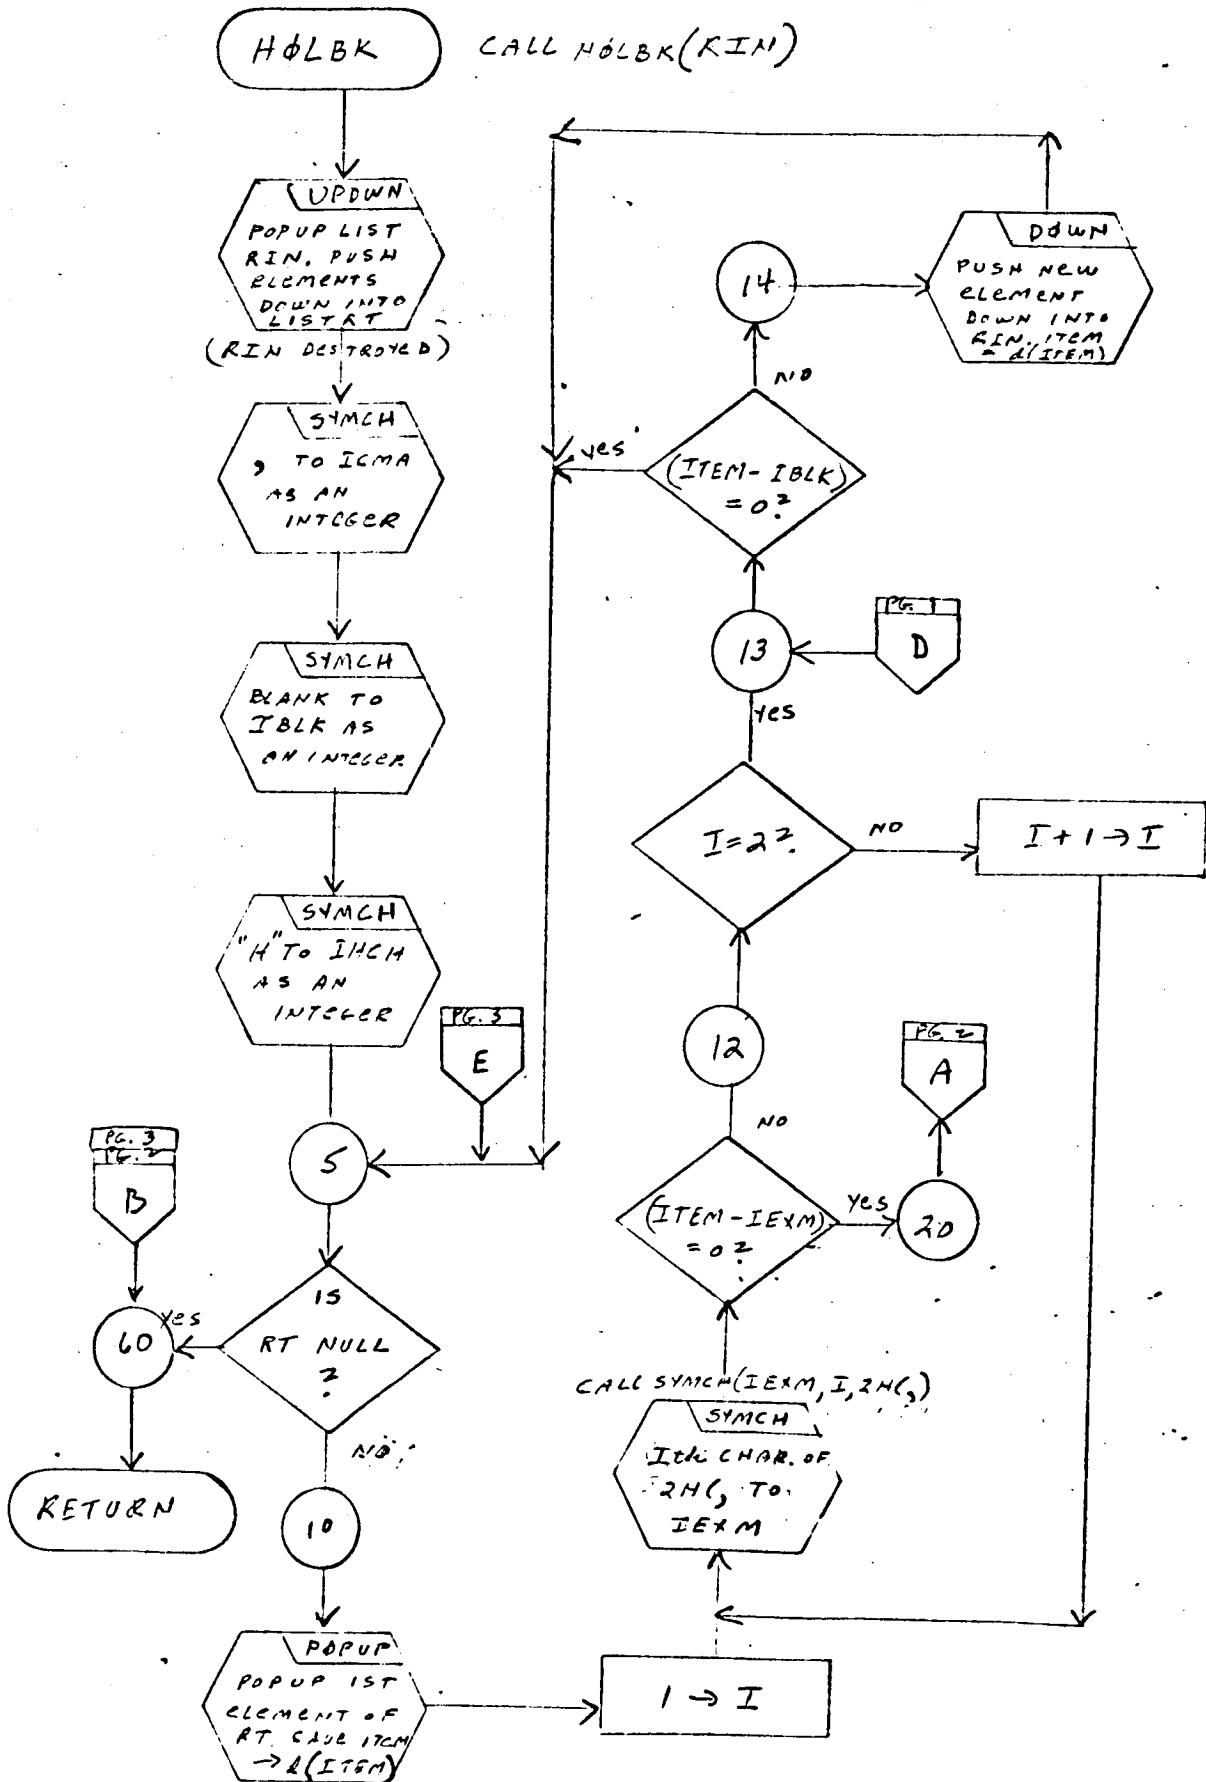 HØLBK
CALL HØLBK(RIN)
UPDWN
POPUP LIST
RIN. PUSH
ELEMENTS
DOWN INTO
LIST RT
(RIN DESTROYED)
SYMCH
, TO ICMA
AS AN
INTEGER
SYMCH
BLANK TO
IBLK AS
AN INTEGER
SYMCH
"H" TO IHCH
AS AN
INTEGER
PG. 3
E
5
PG. 3
PG. 2
B
60
yes
IS
RT NULL
?
NO
RETURN
10
POPUP
POPUP 1ST
ELEMENT OF
RT. SAVE ITEM
→ L(ITEM)
1 → I
CALL SYMCH(IEXM, I, 2H(,)
SYMCH
Ith CHAR. OF
2H(, TO
IEXM
(ITEM-IEXM)
= 0?
yes
20
PG. 2
A
NO
12
I=2?
NO
I + 1 → I
yes
13
PG. 1
D
(ITEM-IBLK)
= 0?
yes
NO
14
DOWN
PUSH NEW
ELEMENT
DOWN INTO
RIN. ITEM
= L(ITEM)